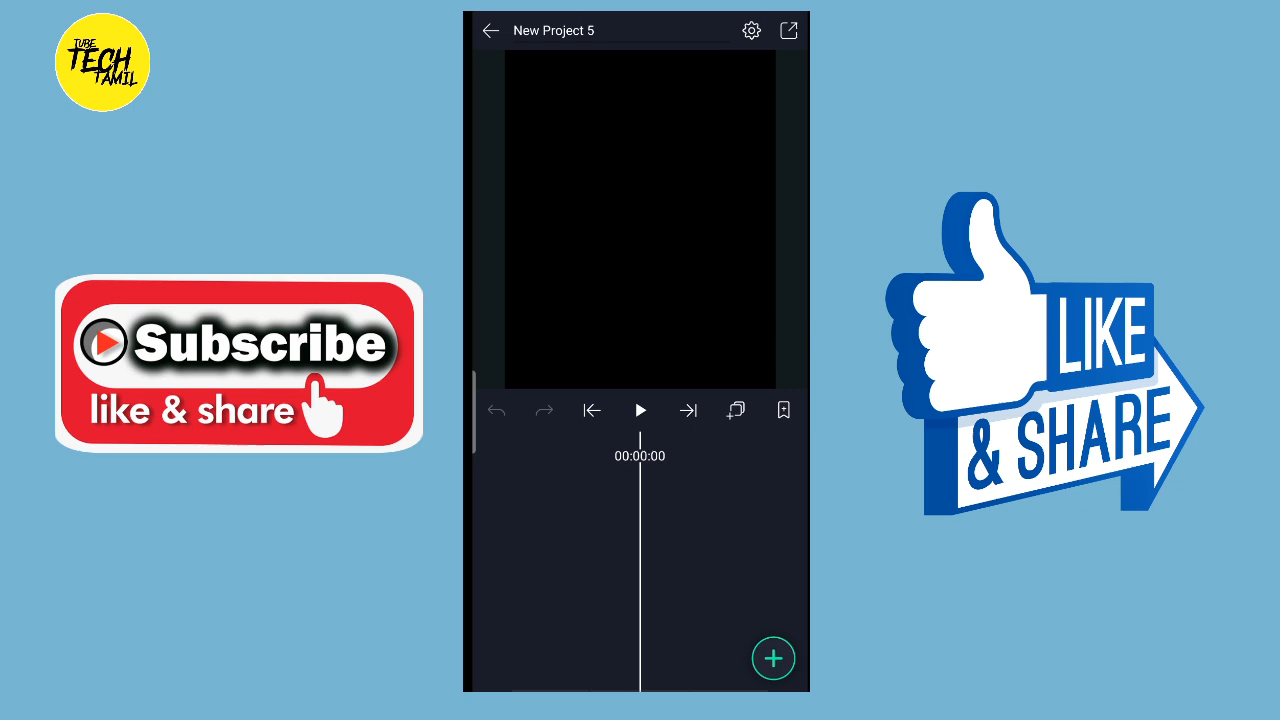 TUBE
TECH
TAMIL
New Project 5
Subscribe
like & share
LIKE
& SHARE
00:00:00